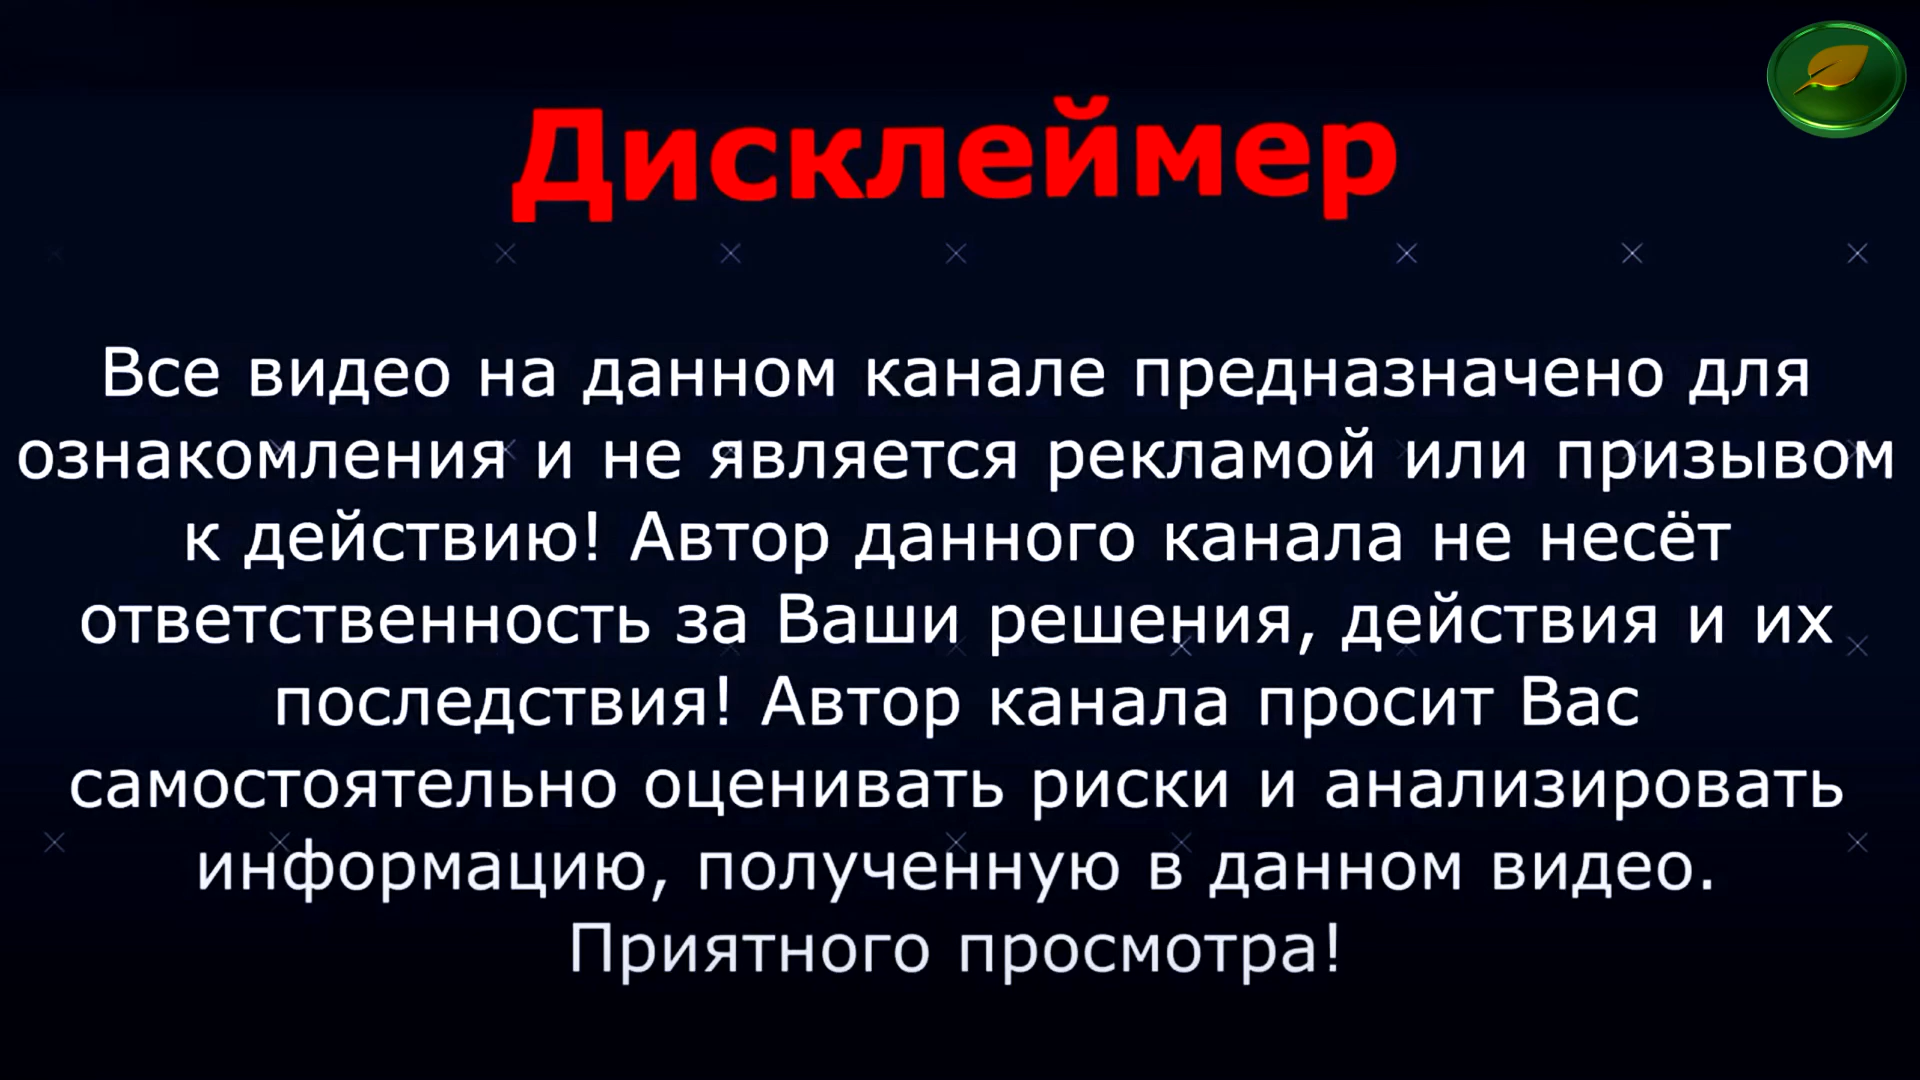 Дисклеймер
Все видео на данном канале предназначено для
ознакомления и не является рекламой или призывом
к действию! Автор данного канала не несёт
ответственность за Ваши решения, действия и их
последствия! Автор канала просит Вас
самостоятельно оценивать риски и анализировать
информацию, полученную в данном видео.
Приятного просмотра!